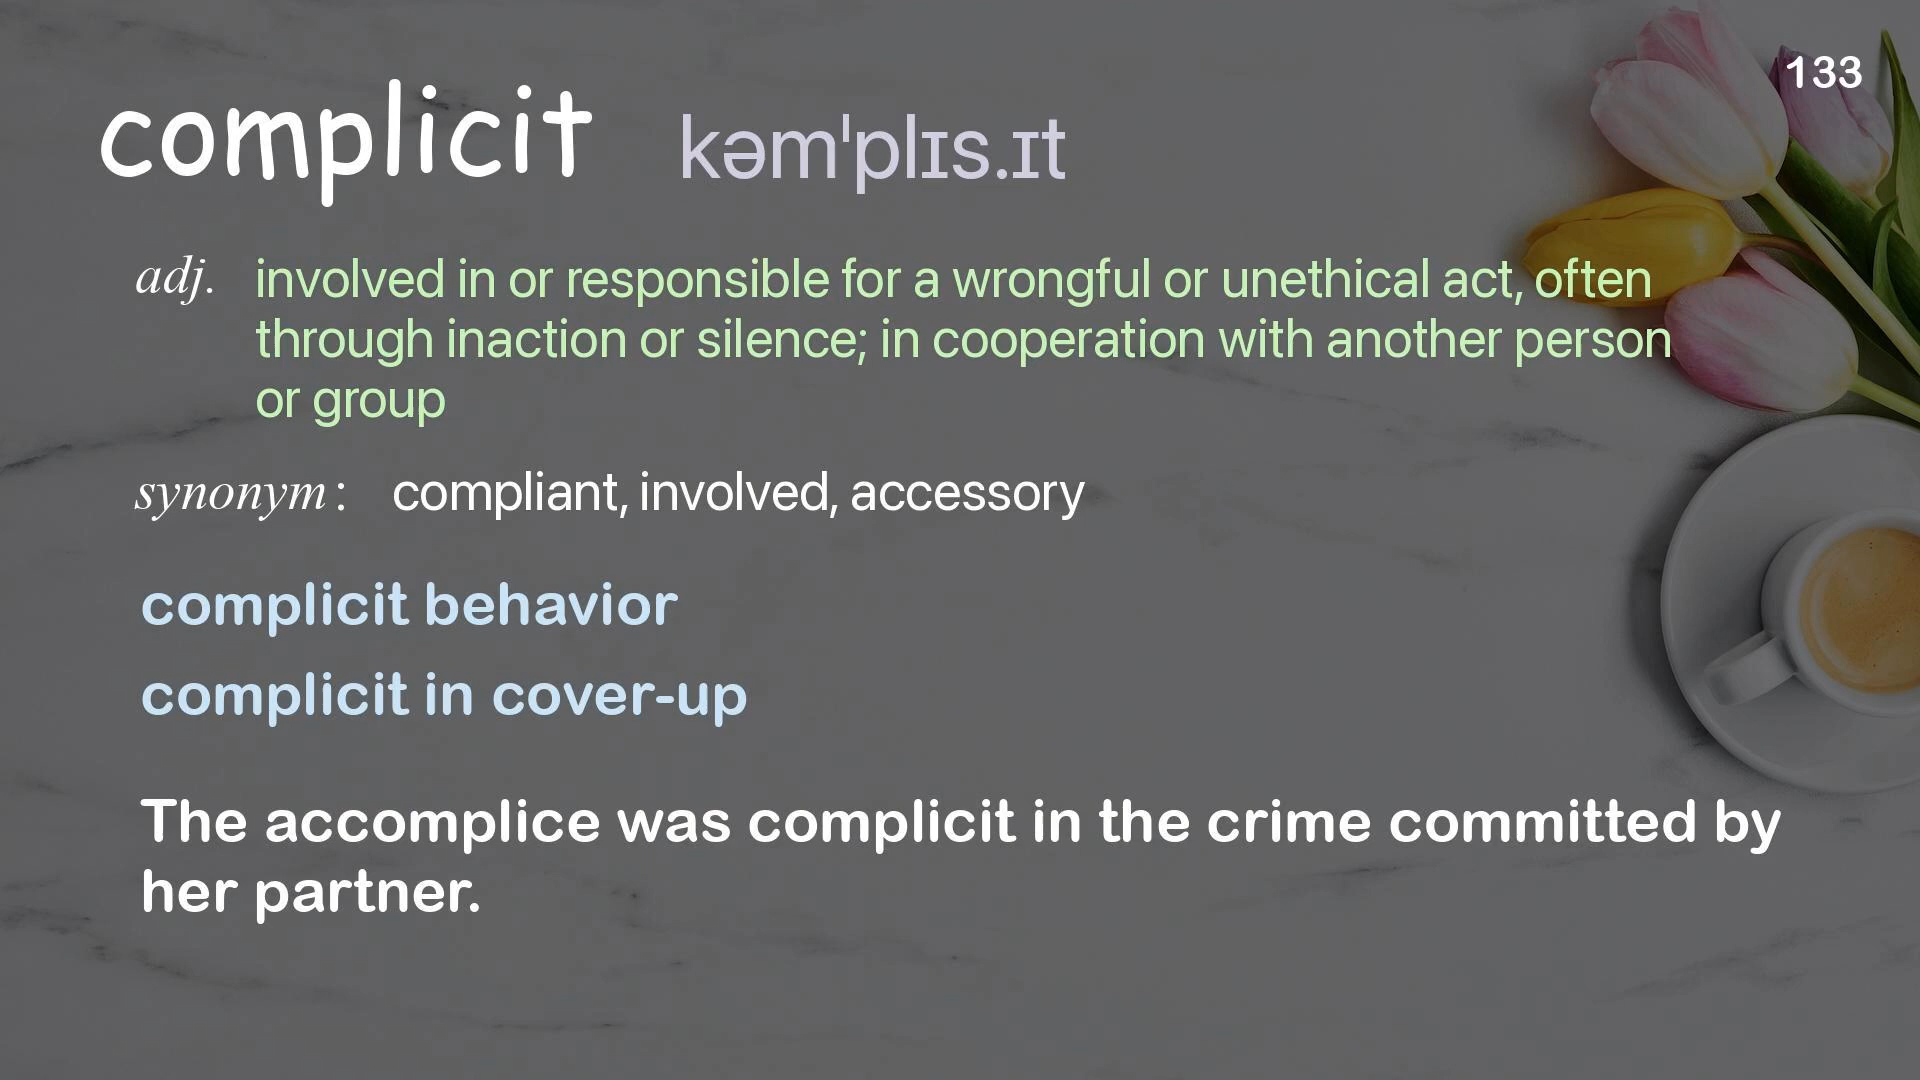 133
complicit kəmˈplɪs.ɪt
adj. involved in or responsible for a wrongful or unethical act, often
through inaction or silence; in cooperation with another person
or group
synonym : compliant, involved, accessory
complicit behavior
complicit in cover-up
The accomplice was complicit in the crime committed by
her partner.